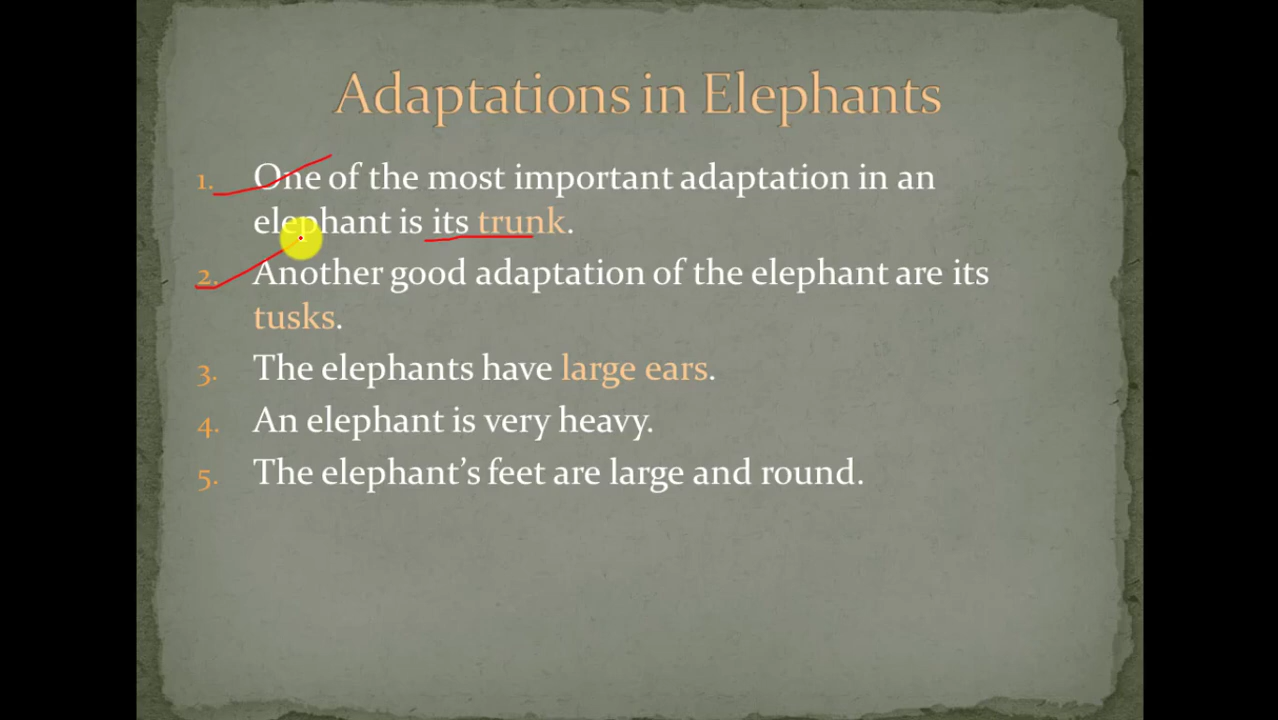 Adaptations in Elephants
1. One of the most important adaptation in an
elephant is its trunk.
2. Another good adaptation of the elephant are its
tusks.
3. The elephants have large ears.
4. An elephant is very heavy.
5. The elephant's feet are large and round.